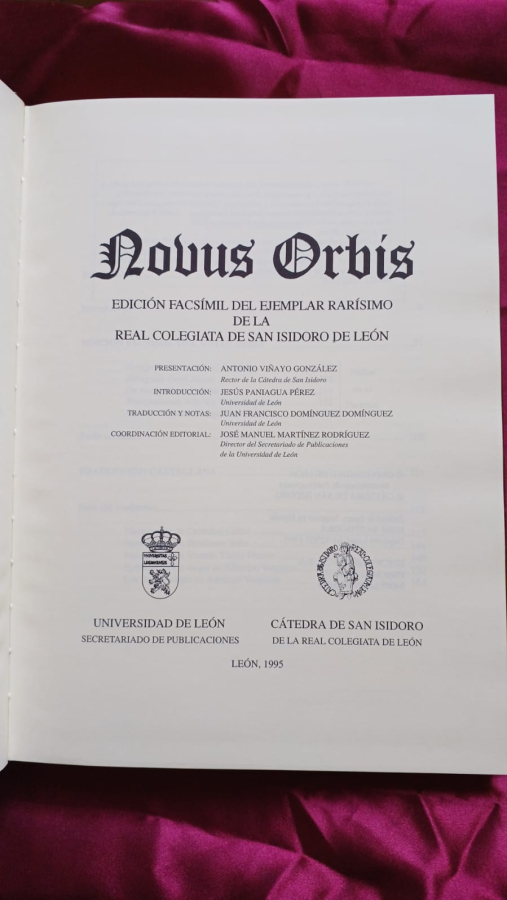 Novus Orbis
EDICIÓN FACSÍMIL DEL EJEMPLAR RARÍSIMO
DE LA
REAL COLEGIATA DE SAN ISIDORO DE LEÓN
PRESENTACIÓN: ANTONIO VIÑAYO GONZÁLEZ
Rector de la Cátedra de San Isidoro
INTRODUCCIÓN: JESÚS PANIAGUA PÉREZ
Universidad de León
TRADUCCIÓN Y NOTAS: JUAN FRANCISCO DOMÍNGUEZ DOMÍNGUEZ
Universidad de León
COORDINACIÓN EDITORIAL: JOSÉ MANUEL MARTÍNEZ RODRÍGUEZ
Director del Secretariado de Publicaciones
de la Universidad de León
UNIVERSIDAD DE LEÓN
SECRETARIADO DE PUBLICACIONES
CÁTEDRA DE SAN ISIDORO
DE LA REAL COLEGIATA DE LEÓN
LEÓN, 1995